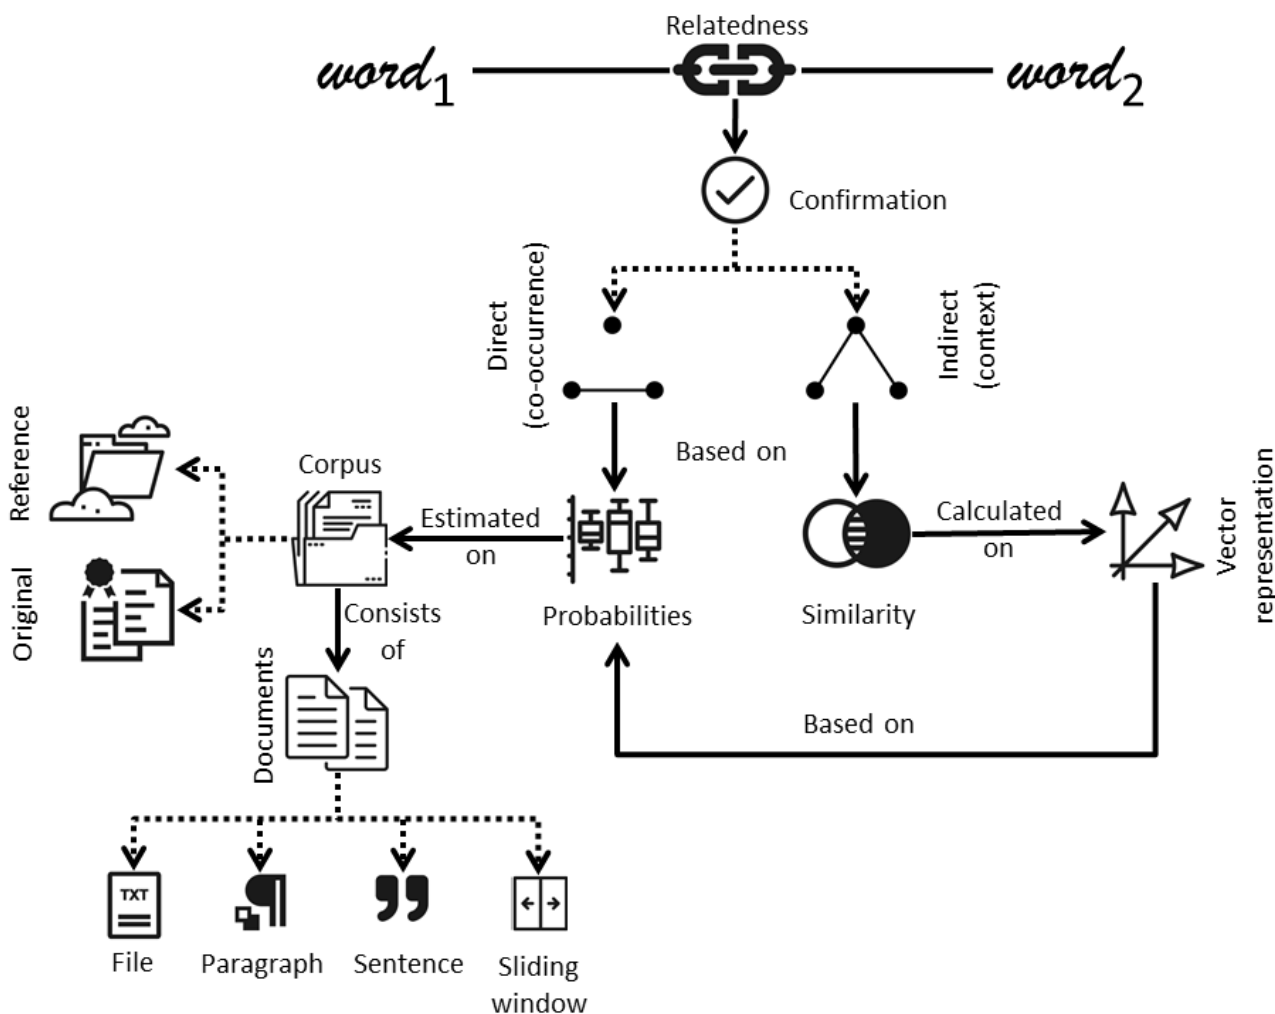 Relatedness
word1
word2
Confirmation
Direct
(co-occurrence)
Indirect
(context)
Based on
Reference
Corpus
Estimated
on
Calculated
on
Vector
representation
Original
Consists
of
Probabilities
Similarity
Documents
Based on
TXT
File
Paragraph
Sentence
Sliding
window